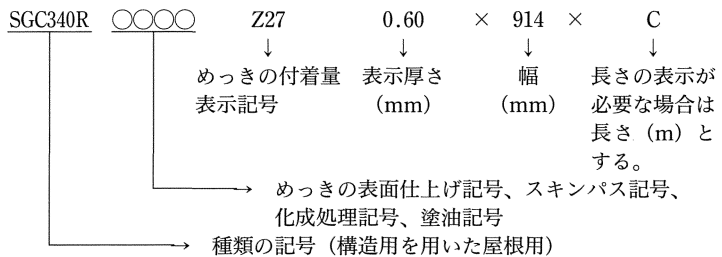 SGC340R ○○○○ Z27 0.60 × 914 × C
めっきの付着量 表示厚さ 幅 長さの表示が
表示記号 （mm） （mm） 必要な場合は
長さ（m）と
する。
めっきの表面仕上げ記号、スキンパス記号、
化成処理記号、塗油記号
種類の記号（構造用を用いた屋根用）